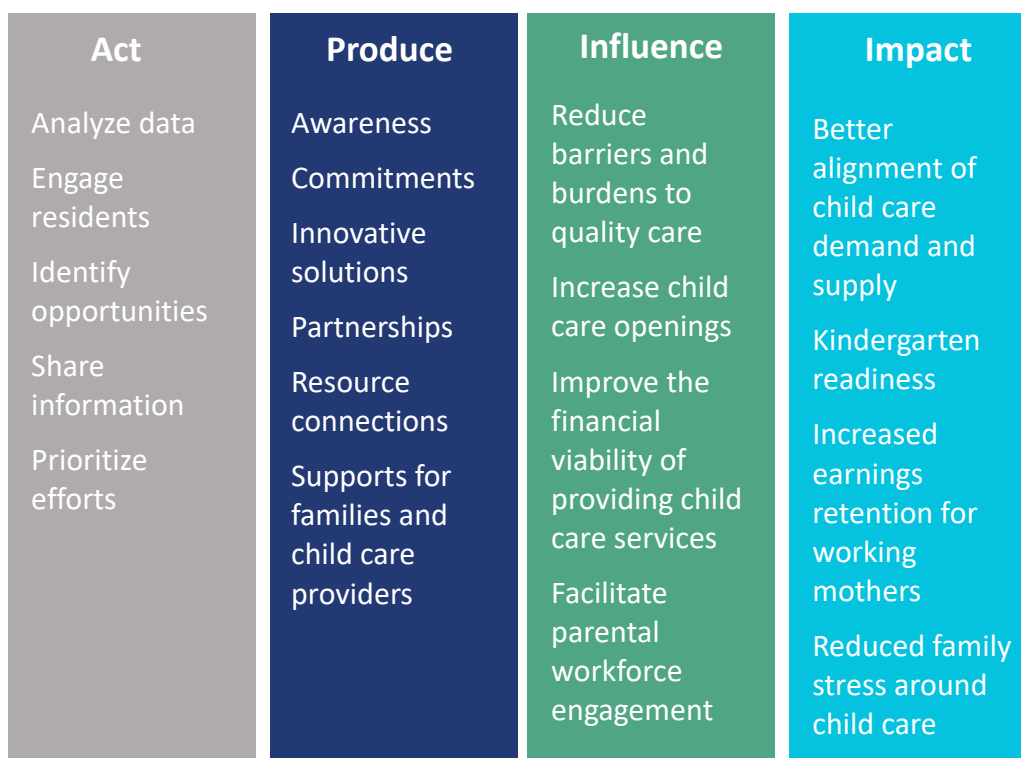 Act
Analyze data
Engage
residents
Identify
opportunities
Share
information
Prioritize
efforts
Produce
Awareness
Commitments
Innovative
solutions
Partnerships
Resource
connections
Supports for
families and
child care
providers
Influence
Reduce
barriers and
burdens to
quality care
Increase child
care openings
Improve the
financial
viability of
providing child
care services
Facilitate
parental
workforce
engagement
Impact
Better
alignment of
child care
demand and
supply
Kindergarten
readiness
Increased
earnings
retention for
working
mothers
Reduced family
stress around
child care